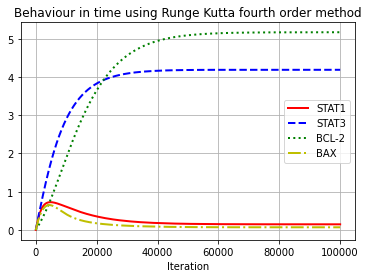 Behaviour in time using Runge Kutta fourth order method
5
4
3
2
1
0
STAT1
STAT3
BCL-2
BAX
0 20000 40000 60000 80000 100000
Iteration